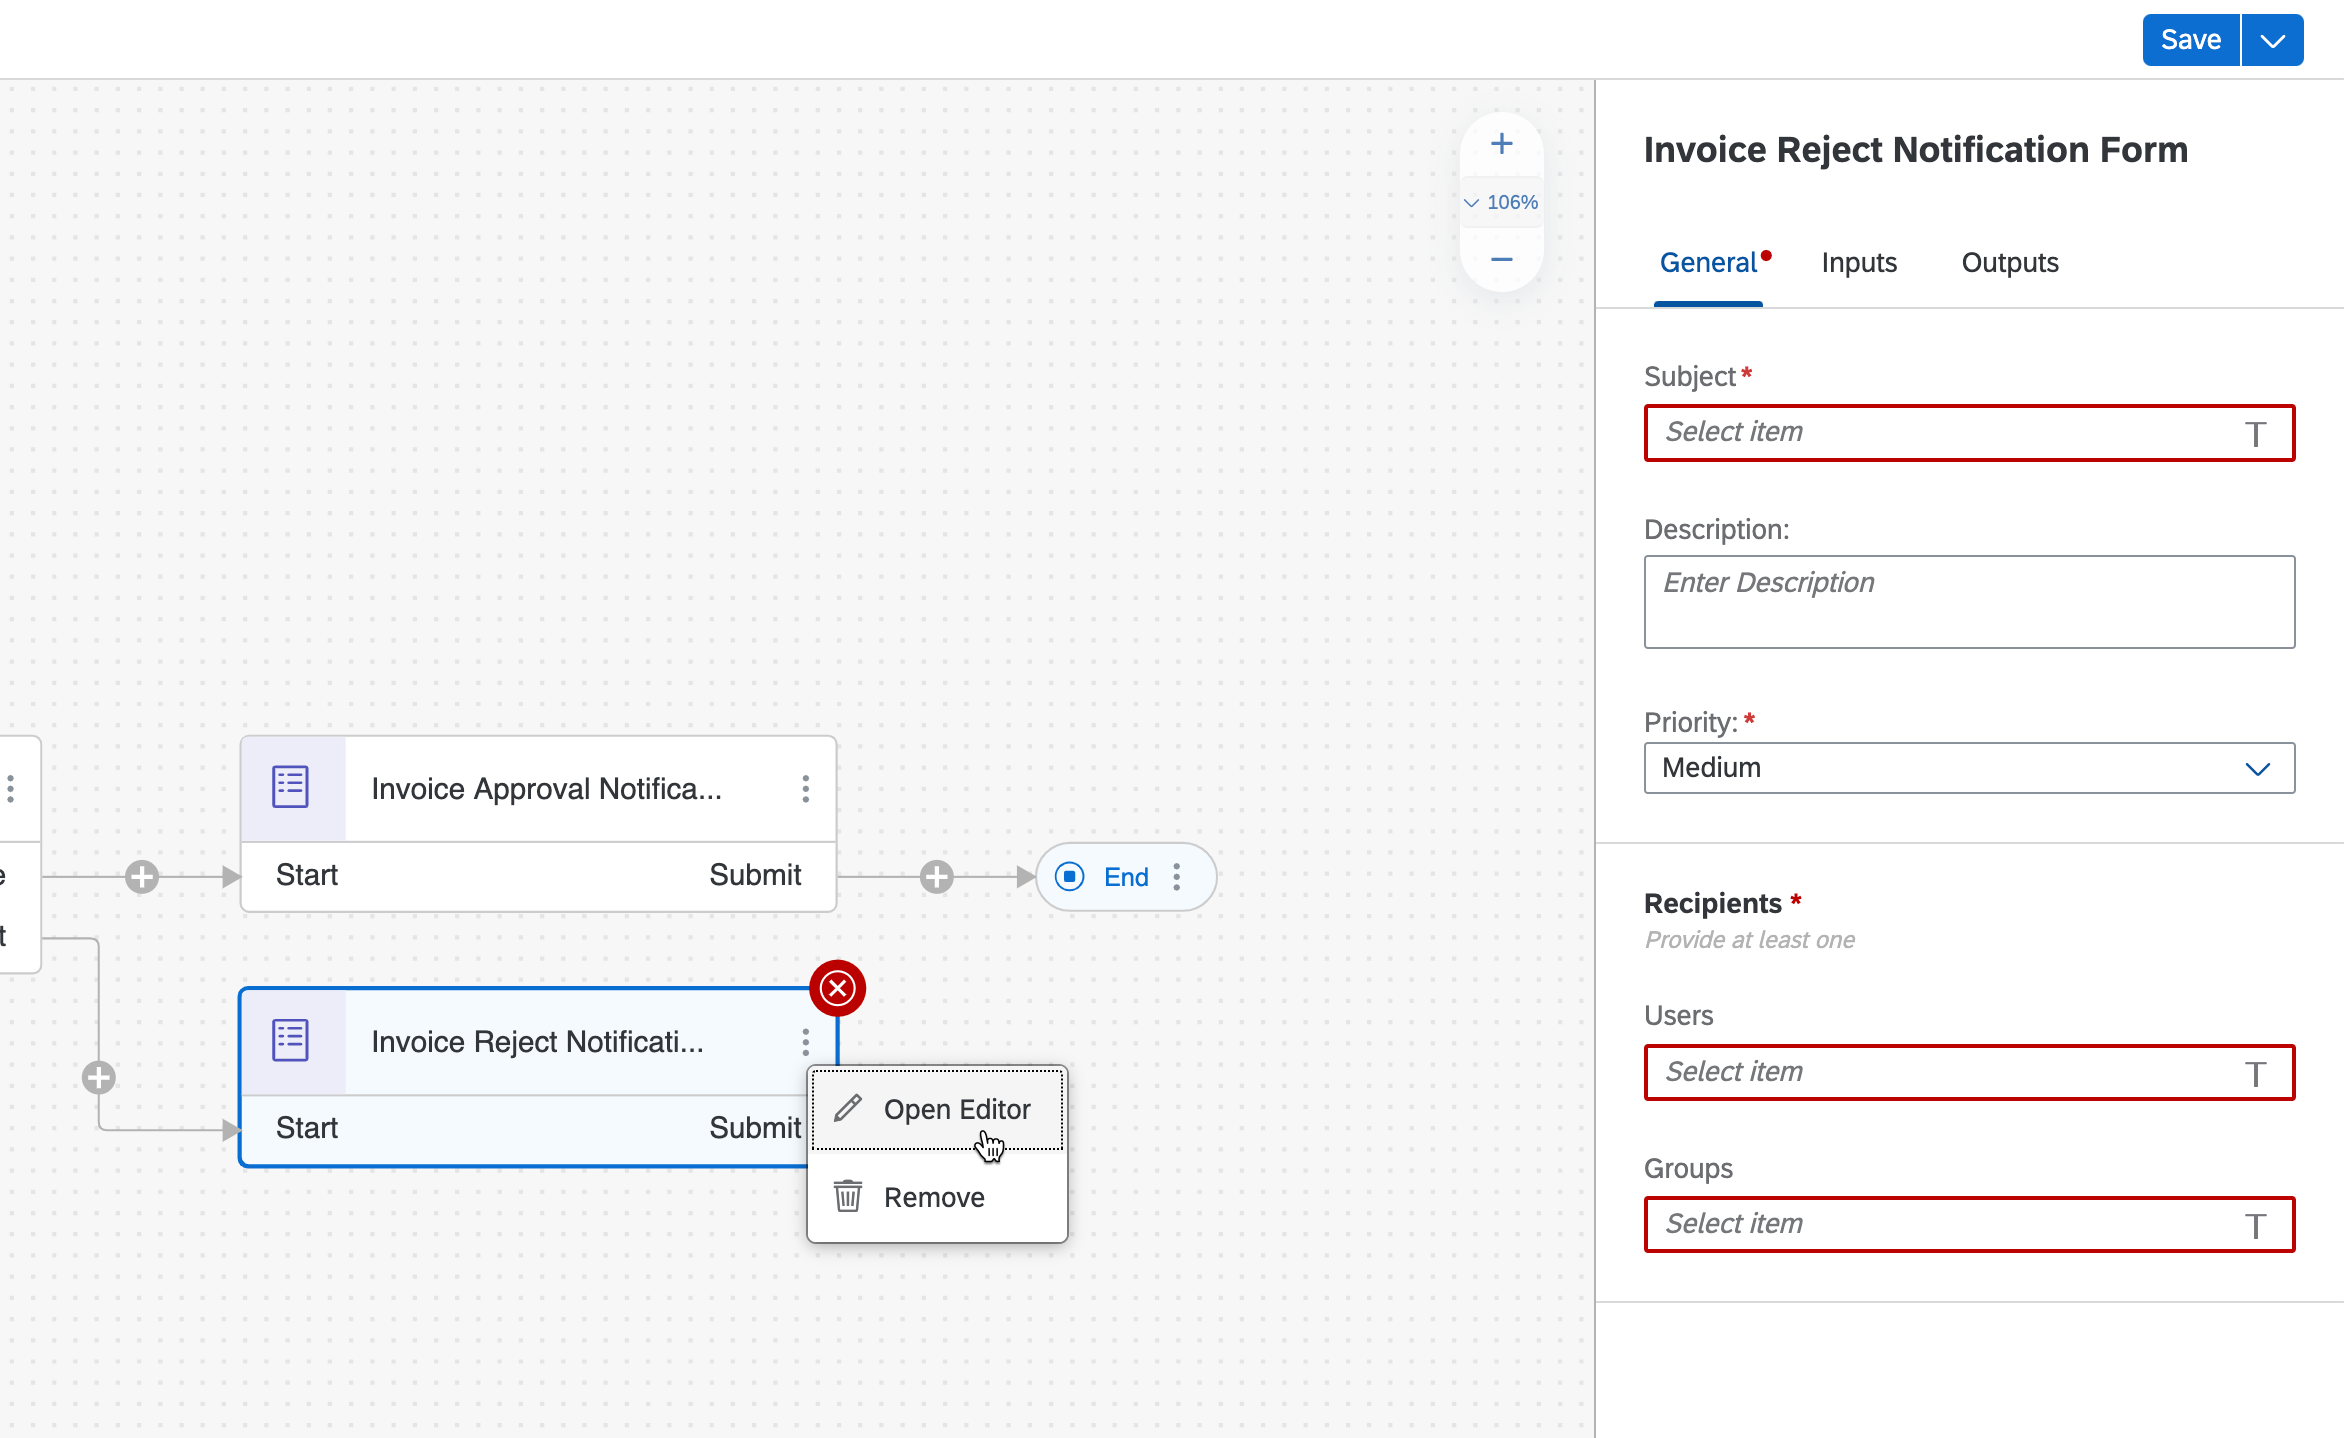 Save
106%
Invoice Reject Notification Form
General
Inputs
Outputs
Subject*
Select item
T
Description:
Enter Description
Priority: *
Medium
Recipients *
Provide at least one
Users
Select item
T
Groups
Select item
T
e
t
Invoice Approval Notifica...
Start
Submit
End
Invoice Reject Notificati...
Start
Submit
Open Editor
Remove